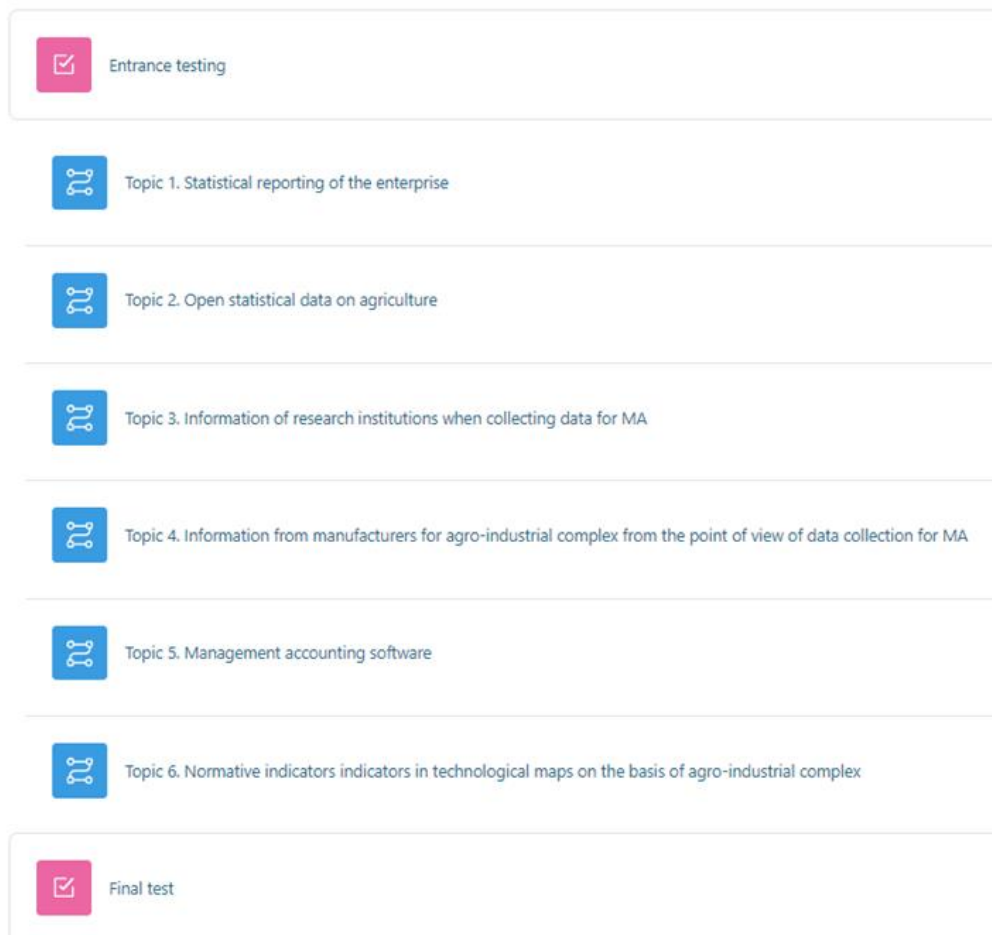 Entrance testing
Topic 1. Statistical reporting of the enterprise
Topic 2. Open statistical data on agriculture
Topic 3. Information of research institutions when collecting data for MA
Topic 4. Information from manufacturers for agro-industrial complex from the point of view of data collection for MA
Topic 5. Management accounting software
Topic 6. Normative indicators indicators in technological maps on the basis of agro-industrial complex
Final test